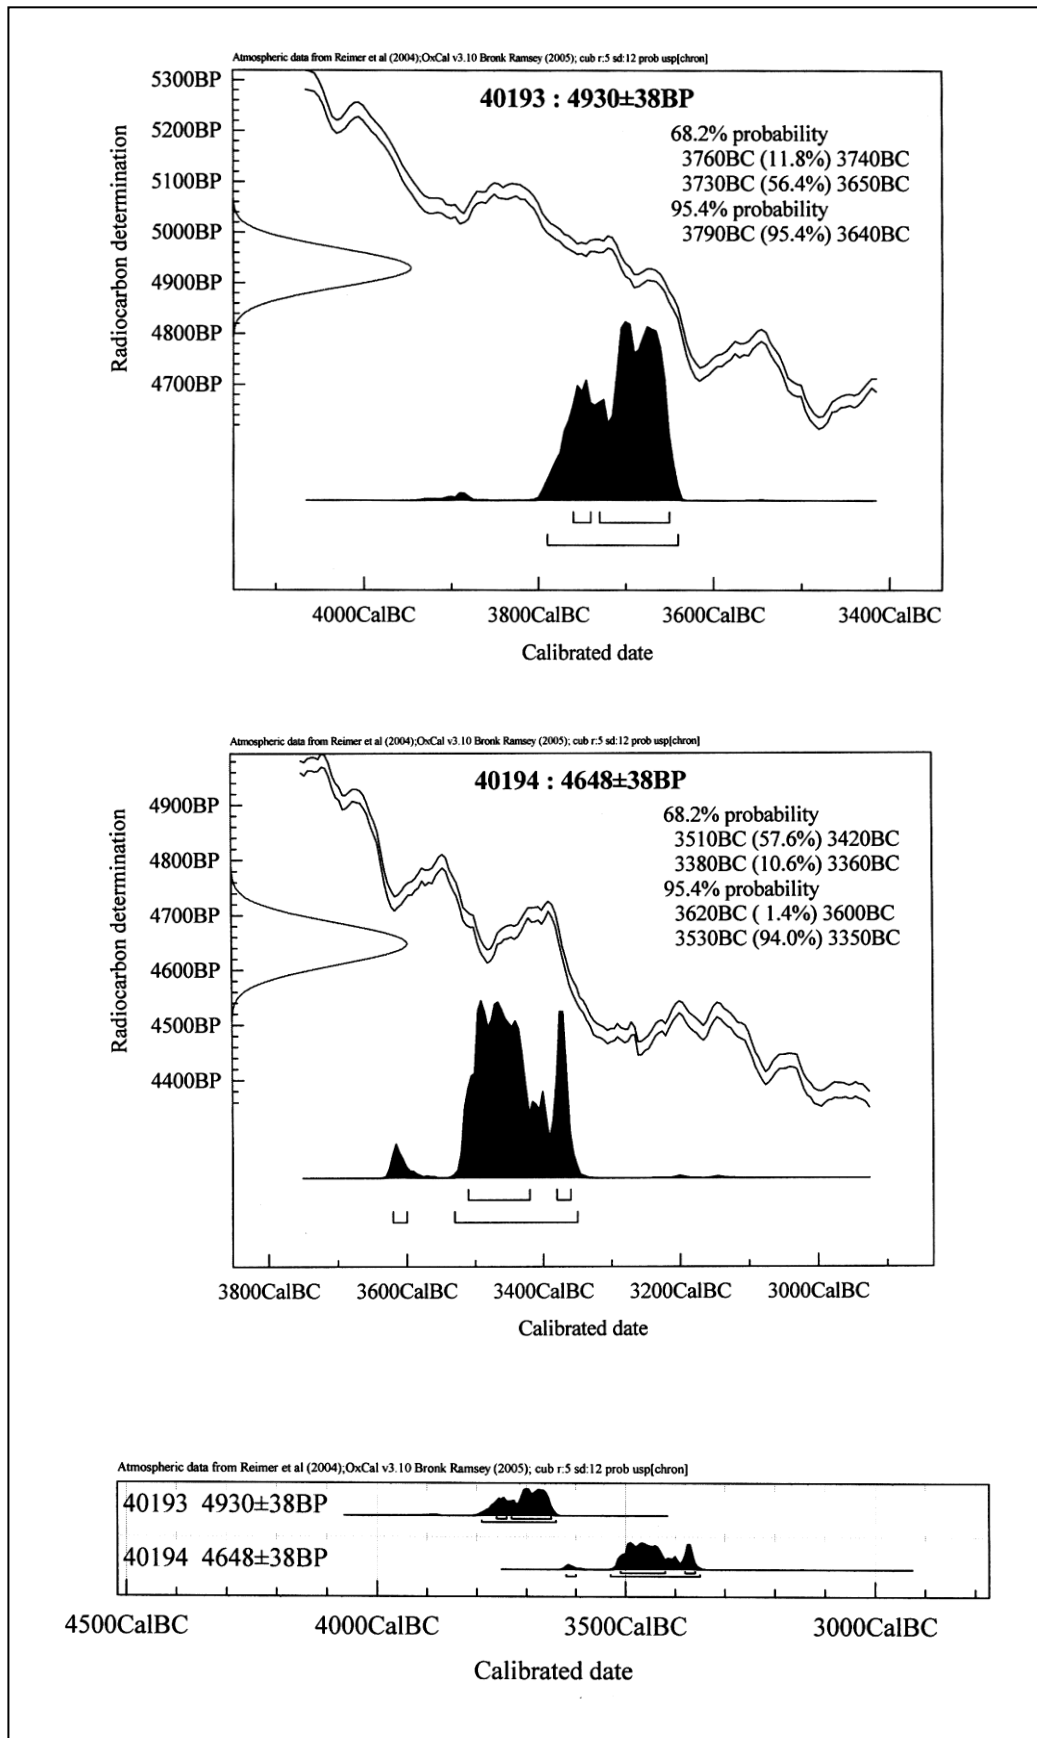 Atmospheric data from Reimer et al (2004);OxCal v3.10 Bronk Ramsey (2005); cub r:5 sd:12 prob usp[chron]
40193 : 4930±38BP
68.2% probability
3760BC (11.8%) 3740BC
3730BC (56.4%) 3650BC
95.4% probability
3790BC (95.4%) 3640BC
Radiocarbon determination
5300BP
5200BP
5100BP
5000BP
4900BP
4800BP
4700BP
4000CalBC 3800CalBC 3600CalBC 3400CalBC
Calibrated date
Atmospheric data from Reimer et al (2004);OxCal v3.10 Bronk Ramsey (2005); cub r:5 sd:12 prob usp[chron]
40194 : 4648±38BP
68.2% probability
3510BC (57.6%) 3420BC
3380BC (10.6%) 3360BC
95.4% probability
3620BC ( 1.4%) 3600BC
3530BC (94.0%) 3350BC
Radiocarbon determination
4900BP
4800BP
4700BP
4600BP
4500BP
4400BP
3800CalBC 3600CalBC 3400CalBC 3200CalBC 3000CalBC
Calibrated date
Atmospheric data from Reimer et al (2004);OxCal v3.10 Bronk Ramsey (2005); cub r:5 sd:12 prob usp[chron]
40193 4930±38BP
40194 4648±38BP
4500CalBC 4000CalBC 3500CalBC 3000CalBC
Calibrated date